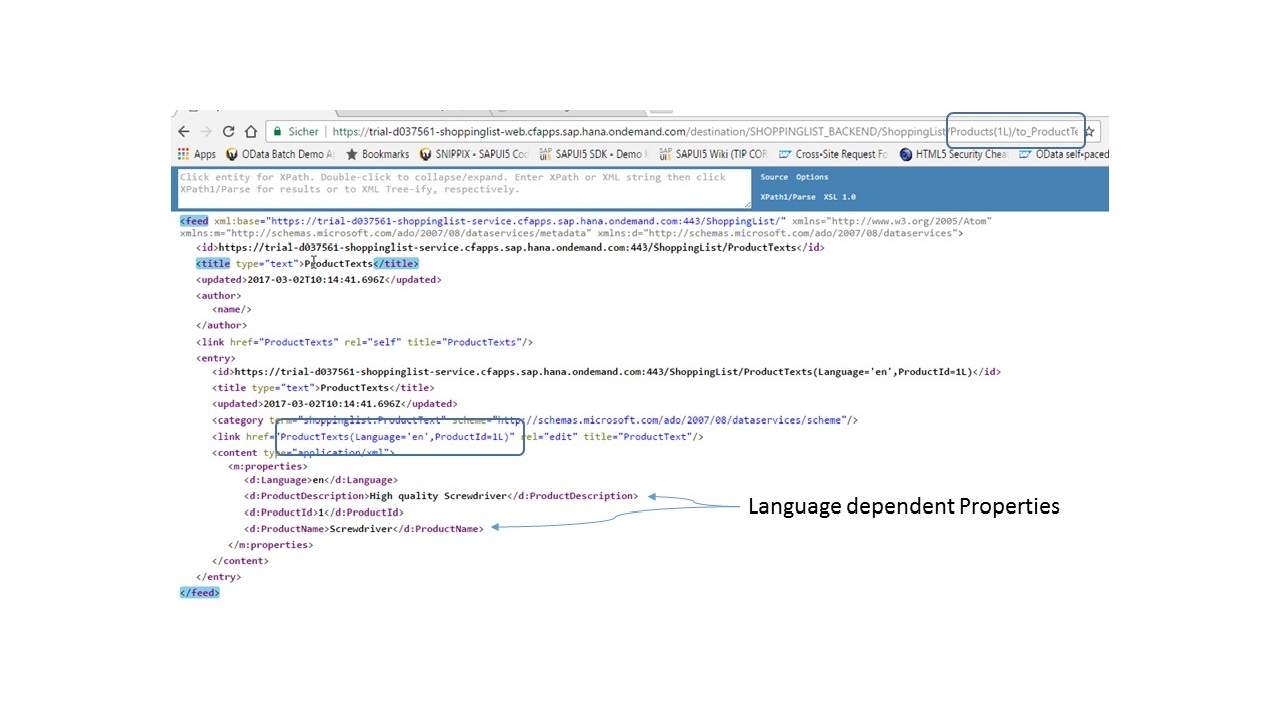 Sicher | https://trial-d037561-shoppinglist-web.cfapps.sap.hana.ondemand.com/destination/SHOPPINGLIST_BACKEND/ShoppingList/Products(1L)/to_ProductTe
Apps OData Batch Demo Bookmarks SNIPPIX - SAPUI5 Coc SAPUI5 SDK - Demo SAPUI5 Wiki (TIP COR Cross-Site Request Fo HTML5 Security Cheat OData self-paced
Click entity for XPath. Double-click to collapse/expand. Enter XPath or XML string then click
XPath1/Parse for results or to XML Tree-ify, respectively.
Source Options
XPath1/Parse XSL 1.0
<feed xml:base="https://trial-d037561-shoppinglist-service.cfapps.sap.hana.ondemand.com:443/ShoppingList/" xmlns="http://www.w3.org/2005/Atom"
xmlns:m="http://schemas.microsoft.com/ado/2007/08/dataservices/metadata" xmlns:d="http://schemas.microsoft.com/ado/2007/08/dataservices">
<id>https://trial-d037561-shoppinglist-service.cfapps.sap.hana.ondemand.com:443/ShoppingList/ProductTexts</id>
<title type="text">ProductTexts</title>
<updated>2017-03-02T10:14:41.696Z</updated>
<author>
<name/>
</author>
<link href="ProductTexts" rel="self" title="ProductTexts"/>
<entry>
<id>https://trial-d037561-shoppinglist-service.cfapps.sap.hana.ondemand.com:443/ShoppingList/ProductTexts(Language='en',ProductId=1L)</id>
<title type="text">ProductTexts</title>
<updated>2017-03-02T10:14:41.696Z</updated>
<category term="shoppinglist.ProductText" scheme="http://schemas.microsoft.com/ado/2007/08/dataservices/scheme"/>
<link href="ProductTexts(Language='en',ProductId=1L)" rel="edit" title="ProductText"/>
<content type="application/xml">
<m:properties>
<d:Language>en</d:Language>
<d:ProductDescription>High quality Screwdriver</d:ProductDescription>
Language dependent Properties
<d:ProductId>1</d:ProductId>
<d:ProductName>Screwdriver</d:ProductName>
</m:properties>
</content>
</entry>
</feed>